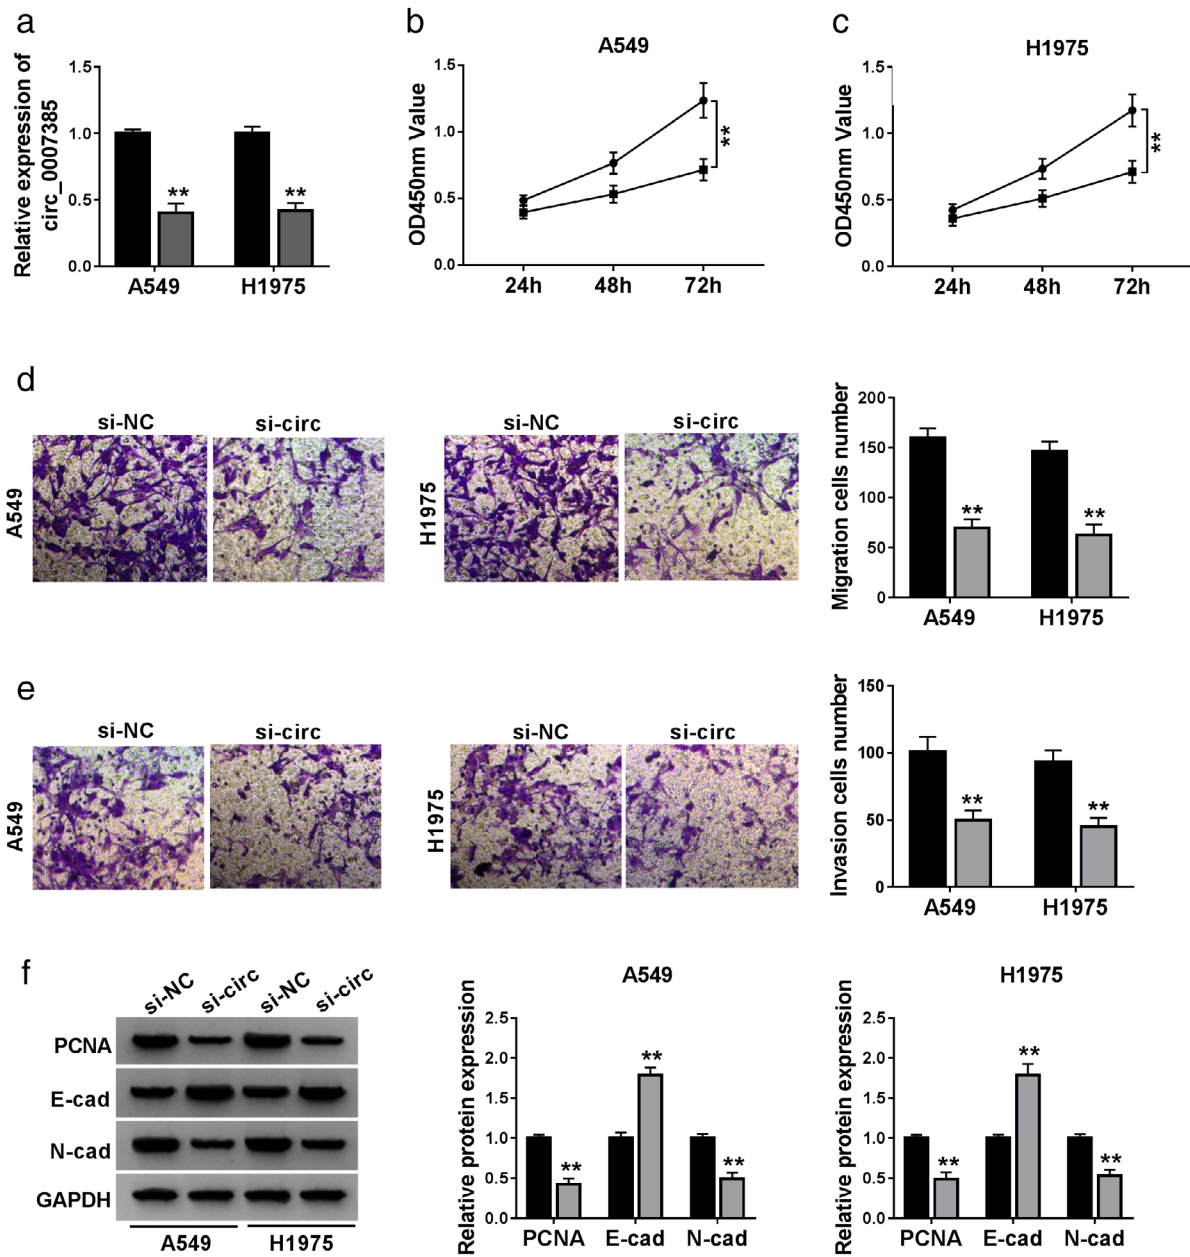 a
Relative expression of
circ_0007385
1.5
1.0
0.5
0.0
** **
A549 H1975
b
A549
OD450nm Value
1.5
1.0
0.5
0.0
**
24h 48h 72h
c
H1975
OD450nm Value
1.5
1.0
0.5
0.0
**
24h 48h 72h
d
si-NC si-circ
A549
si-NC si-circ
H1975
Migration cells number
200
150
100
50
0
** **
A549 H1975
e
si-NC si-circ
A549
si-NC si-circ
H1975
Invasion cells number
150
100
50
0
** **
A549 H1975
f
si-NC si-circ si-NC si-circ
PCNA
E-cad
N-cad
GAPDH
A549 H1975
A549
Relative protein expression
2.5
2.0
1.5
1.0
0.5
0.0
** ** **
PCNA E-cad N-cad
H1975
Relative protein expression
2.5
2.0
1.5
1.0
0.5
0.0
** ** **
PCNA E-cad N-cad